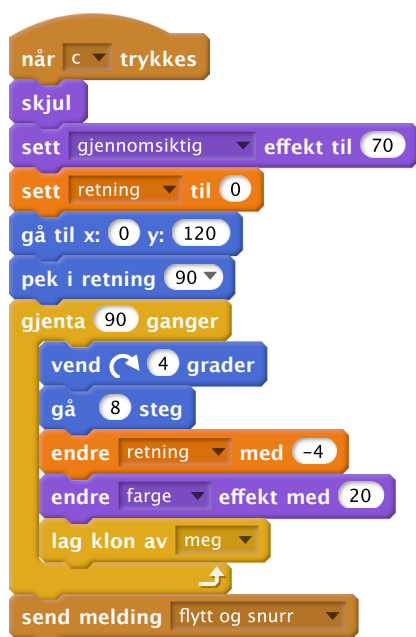 når c trykkes
skjul
sett gjennomsiktig effekt til 70
sett retning til 0
gå til x: 0 y: 120
pek i retning 90
gjenta 90 ganger
vend 4 grader
gå 8 steg
endre retning med -4
endre farge effekt med 20
lag klon av meg
send melding flytt og snurr